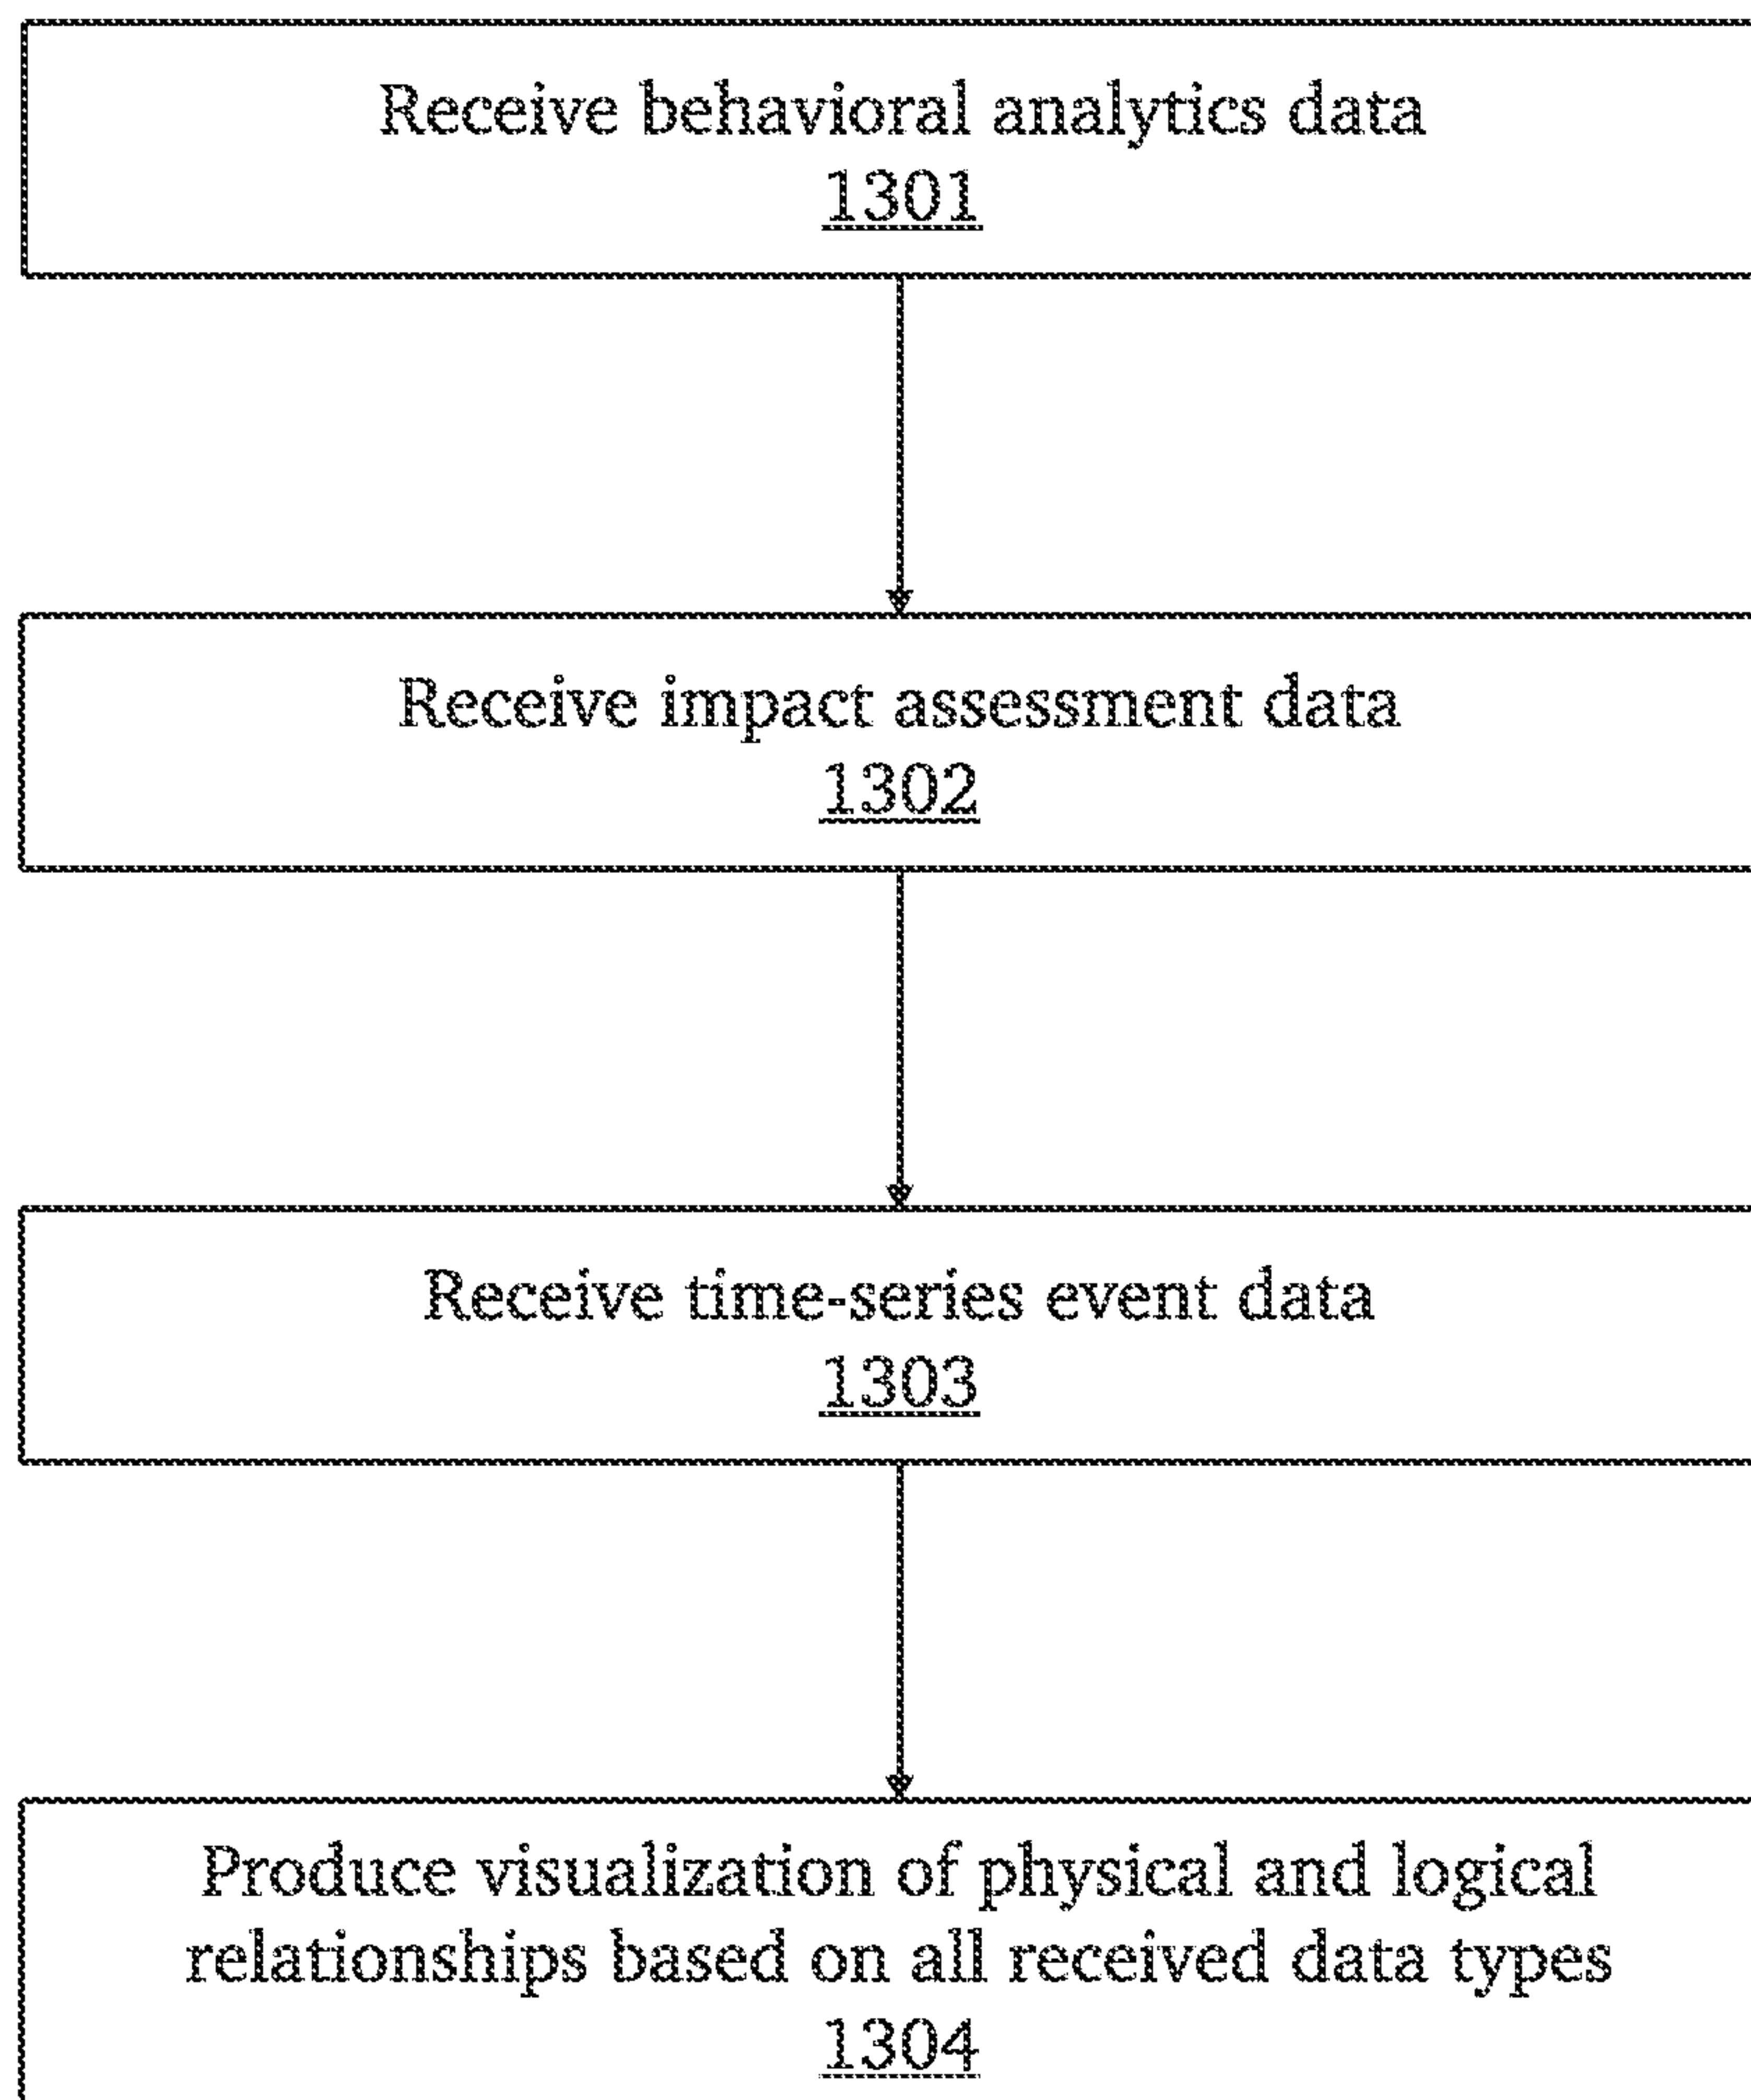 Receive behavioral analytics data
1301
Receive impact assessment data
1302
Receive time-series event data
1303
Produce visualization of physical and logical
relationships based on all received data types
1304